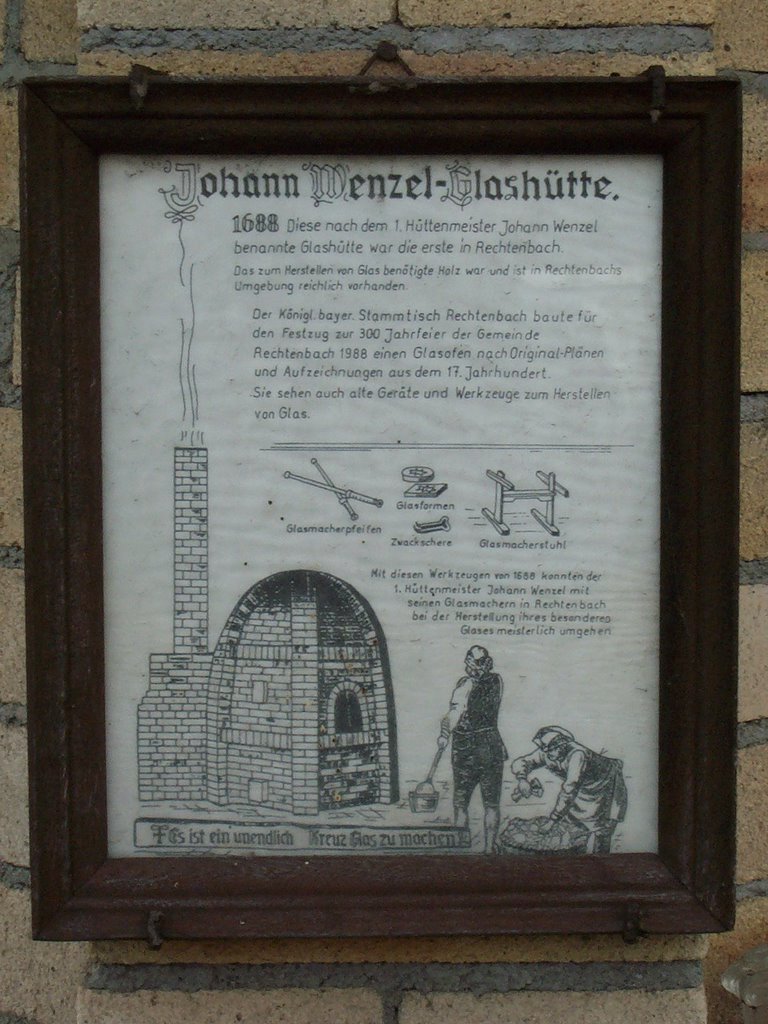 Johann Wenzel-Glashütte.
1688 Diese nach dem 1. Hüttenmeister Johann Wenzel
benannte Glashütte war die erste in Rechtenbach.
Das zum Herstellen von Glas benötigte Holz war und ist in Rechtenbachs
Umgebung reichlich vorhanden.
Der Königl. bayer. Stammtisch Rechtenbach baute für
den Festzug zur 300 Jahrfeier der Gemeinde
Rechtenbach 1988 einen Glasofen nach Original-Plänen
und Aufzeichnungen aus dem 17. Jahrhundert.
Sie sehen auch alte Geräte und Werkzeuge zum Herstellen
von Glas.
Glasmacherpfeifen
Glasformen
Zwackschere
Glasmacherstuhl
Mit diesen Werkzeugen von 1688 konnten der
1. Hüttenmeister Johann Wenzel mit
seinen Glasmachern in Rechtenbach
bei der Herstellung ihres besonderen
Glases meisterlich umgehen
Es ist ein unendlich Kreuz Glas zu machen